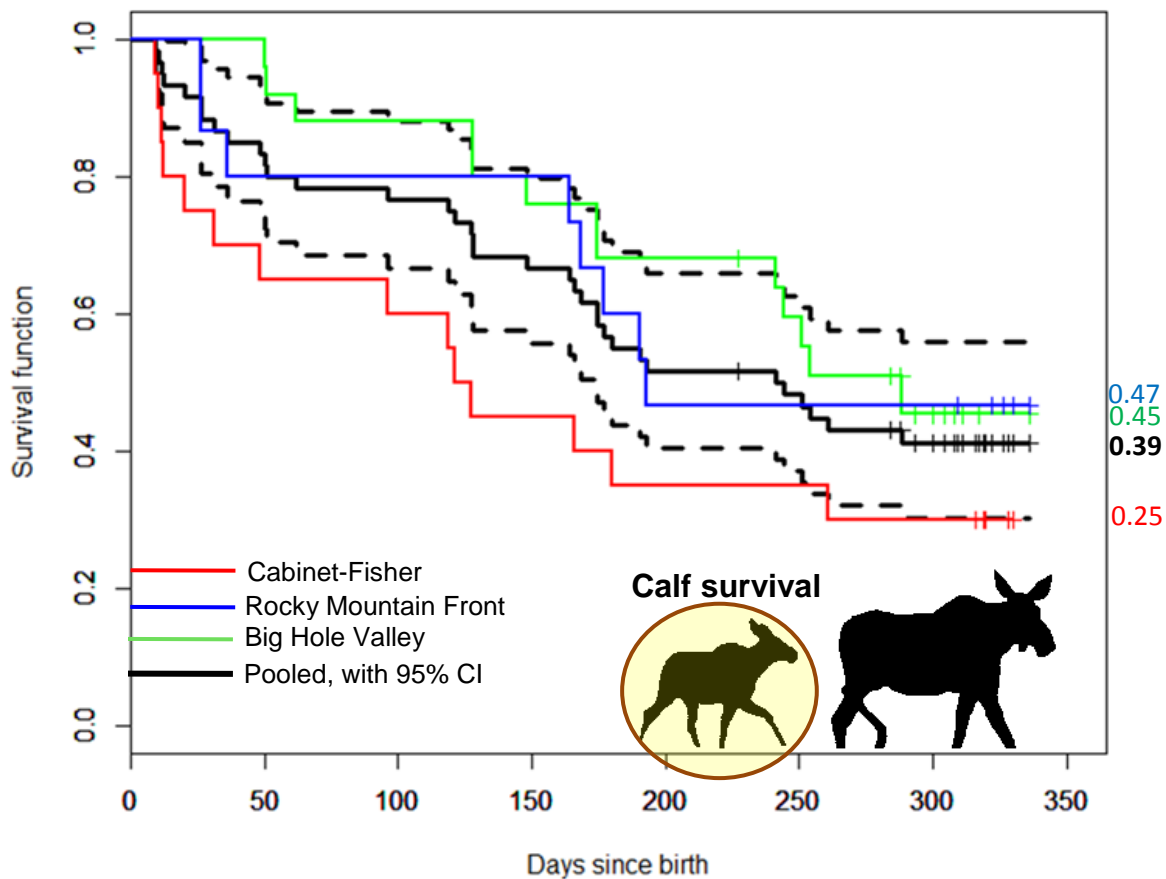 1.0
0.8
0.6
0.4
0.2
0.0
Survival function
0.47
0.45
0.39
0.25
Cabinet-Fisher
Rocky Mountain Front
Big Hole Valley
Pooled, with 95% CI
Calf survival
0 50 100 150 200 250 300 350
Days since birth